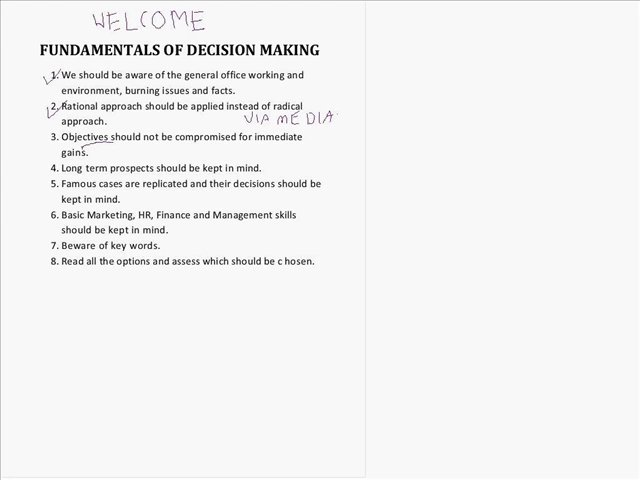 WELCOME
FUNDAMENTALS OF DECISION MAKING
1. We should be aware of the general office working and
environment, burning issues and facts.
2. Rational approach should be applied instead of radical
approach.
VIA MEDIA
3. Objectives should not be compromised for immediate
gains.
4. Long term prospects should be kept in mind.
5. Famous cases are replicated and their decisions should be
kept in mind.
6. Basic Marketing, HR, Finance and Management skills
should be kept in mind.
7. Beware of key words.
8. Read all the options and assess which should be c hosen.